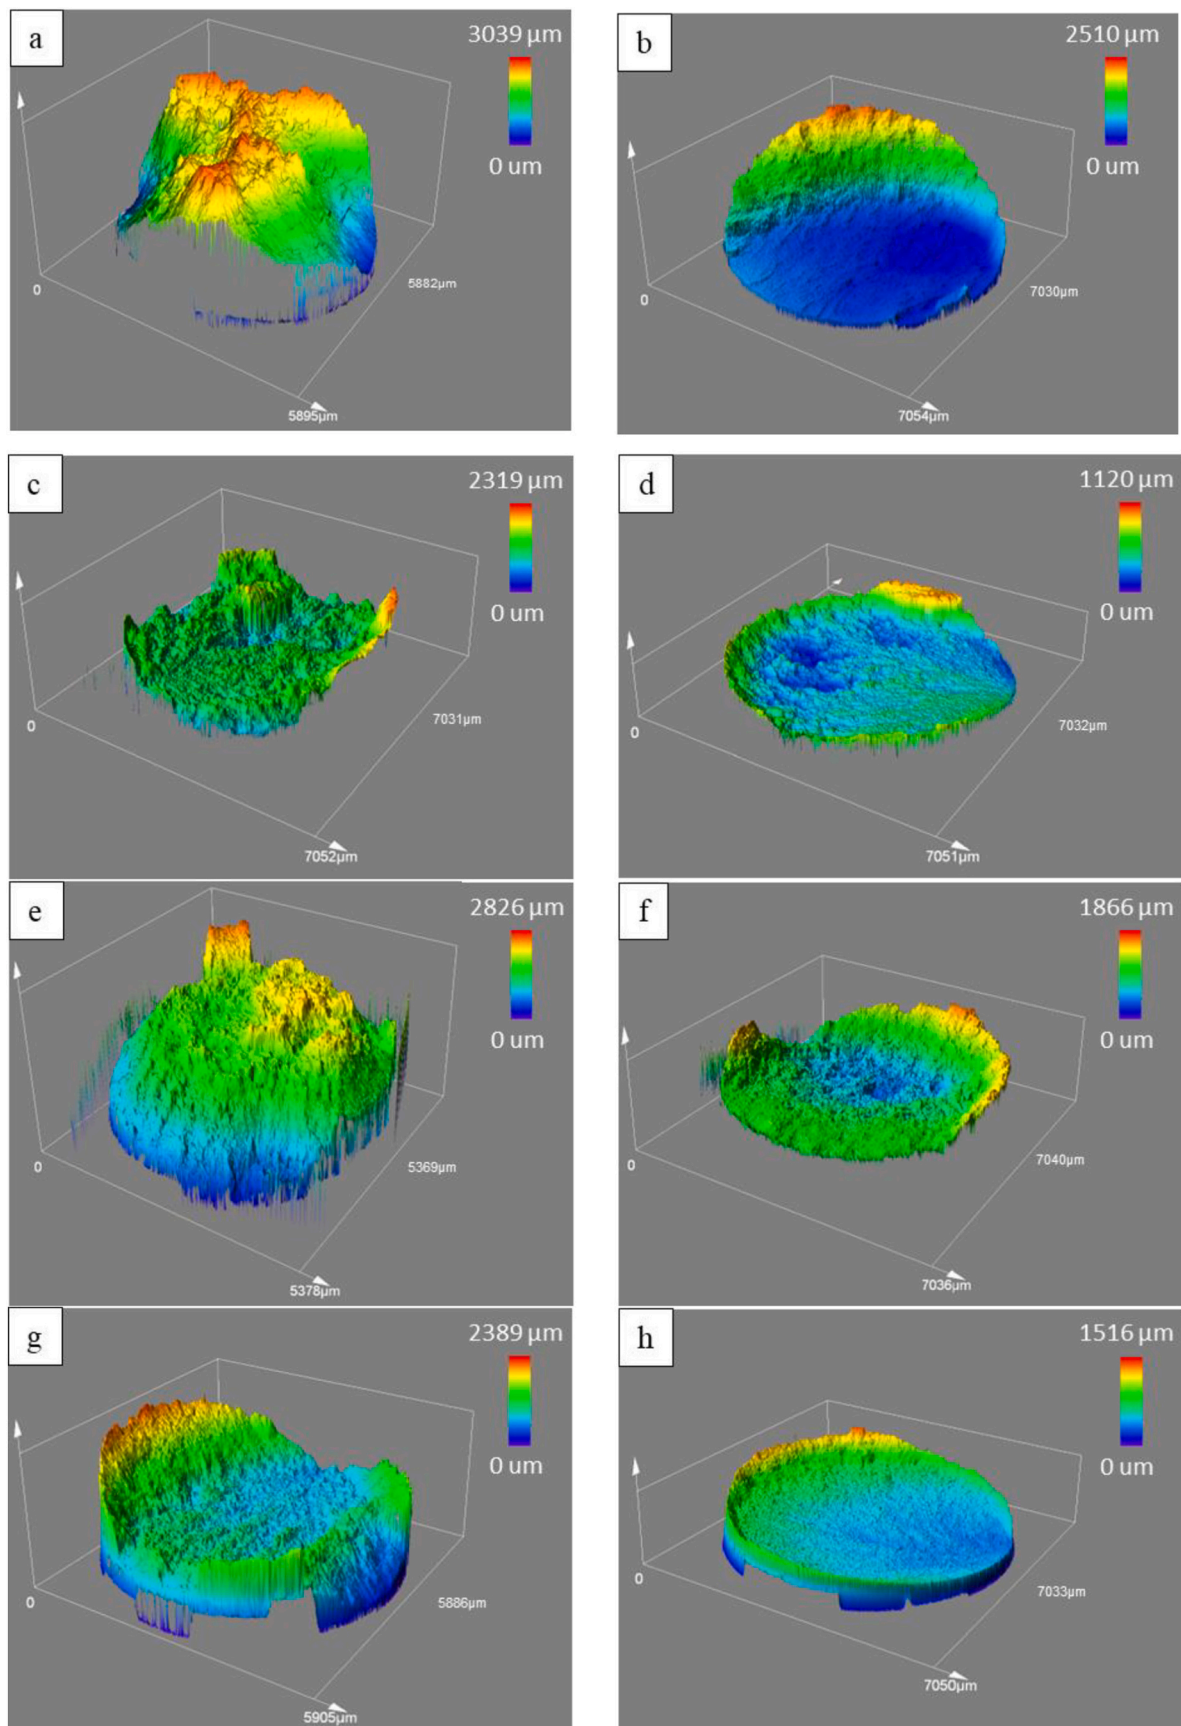 a
3039 µm
0 um
0
5882µm
5895µm
b
2510 µm
0 um
0
7030µm
7054µm
c
2319 µm
0 um
0
7031µm
7052µm
d
1120 µm
0 um
0
7032µm
7051µm
e
2826 µm
0 um
0
5369µm
5378µm
f
1866 µm
0 um
0
7040µm
7036µm
g
2389 µm
0 um
0
5886µm
5905µm
h
1516 µm
0 um
0
7033µm
7050µm